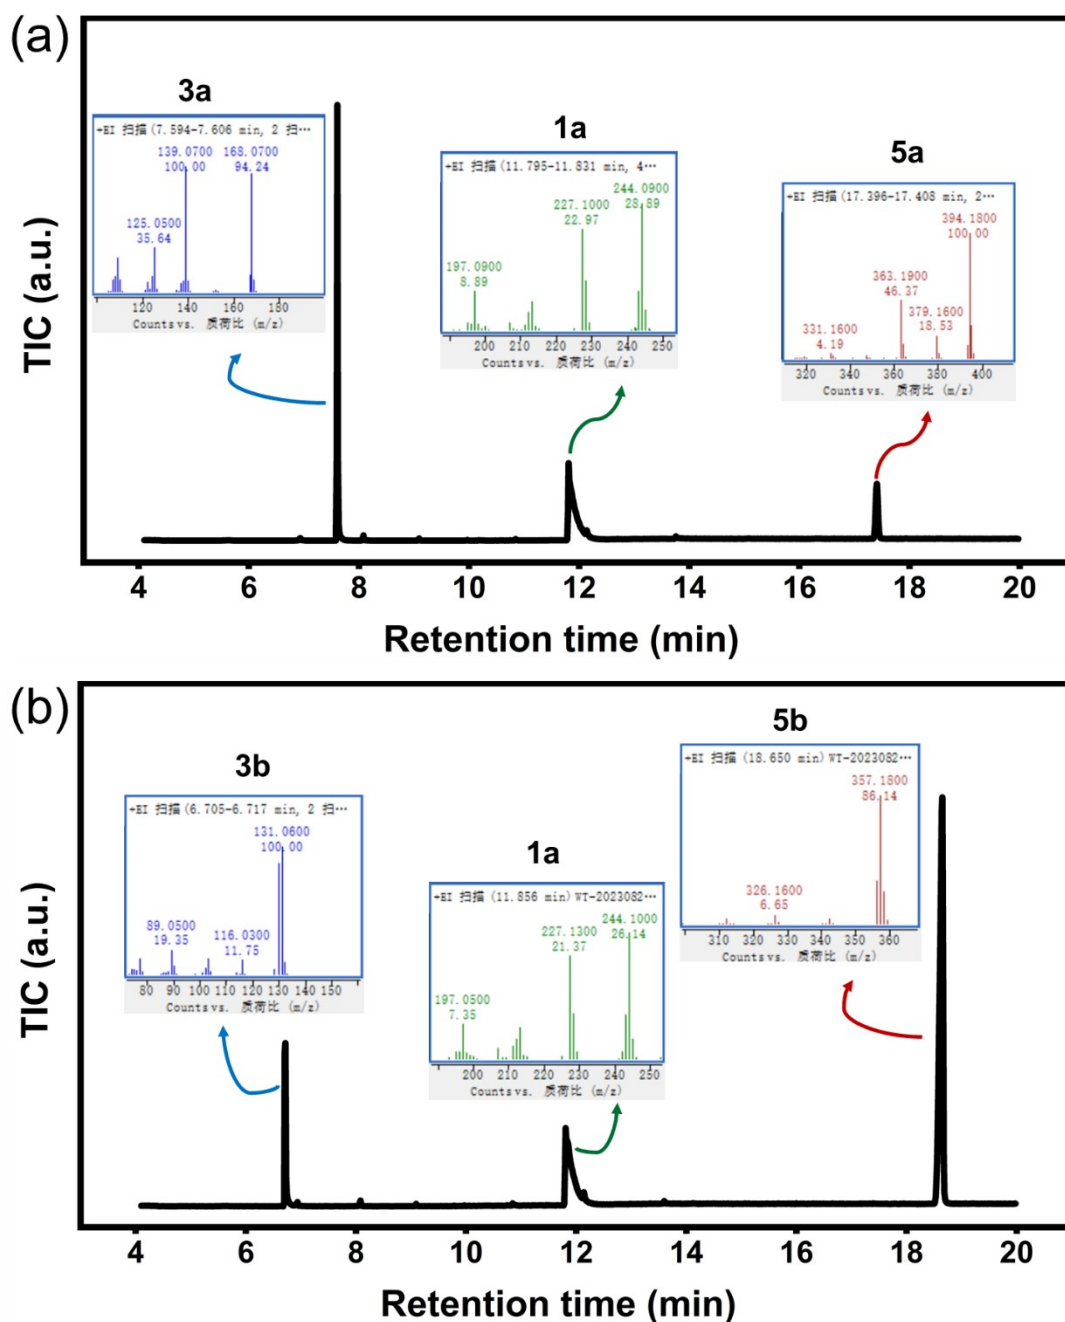 (a)
3a
+EI 扫描(7.594-7.606 min, 2 扫…
139.0700 168.0700
100.00 94.24
125.0500
35.64
120 140 160 180
Counts vs. 质荷比 (m/z)
1a
+EI 扫描(11.795-11.831 min, 4…
244.0900
28.89
227.1000
22.97
197.0900
8.89
200 210 220 230 240 250
Counts vs. 质荷比 (m/z)
5a
+EI 扫描(17.396-17.408 min, 2…
394.1800
100.00
363.1900
46.37
379.1600
18.53
331.1600
4.19
320 340 360 380 400
Counts vs. 质荷比 (m/z)
TIC (a.u.)
4 6 8 10 12 14 16 18 20
Retention time (min)
(b)
3b
+EI 扫描(6.705-6.717 min, 2 扫…
131.0600
100.00
89.0500
19.35
116.0300
11.75
80 90 100 110 120 130 140 150
Counts vs. 质荷比 (m/z)
1a
+EI 扫描(11.856 min) WT-2023082…
244.1000
26.14
227.1300
21.37
197.0500
7.35
200 210 220 230 240 250
Counts vs. 质荷比 (m/z)
5b
+EI 扫描(18.650 min) WT-2023082…
357.1800
86.14
326.1600
6.65
310 320 330 340 350 360
Counts vs. 质荷比 (m/z)
TIC (a.u.)
4 6 8 10 12 14 16 18 20
Retention time (min)